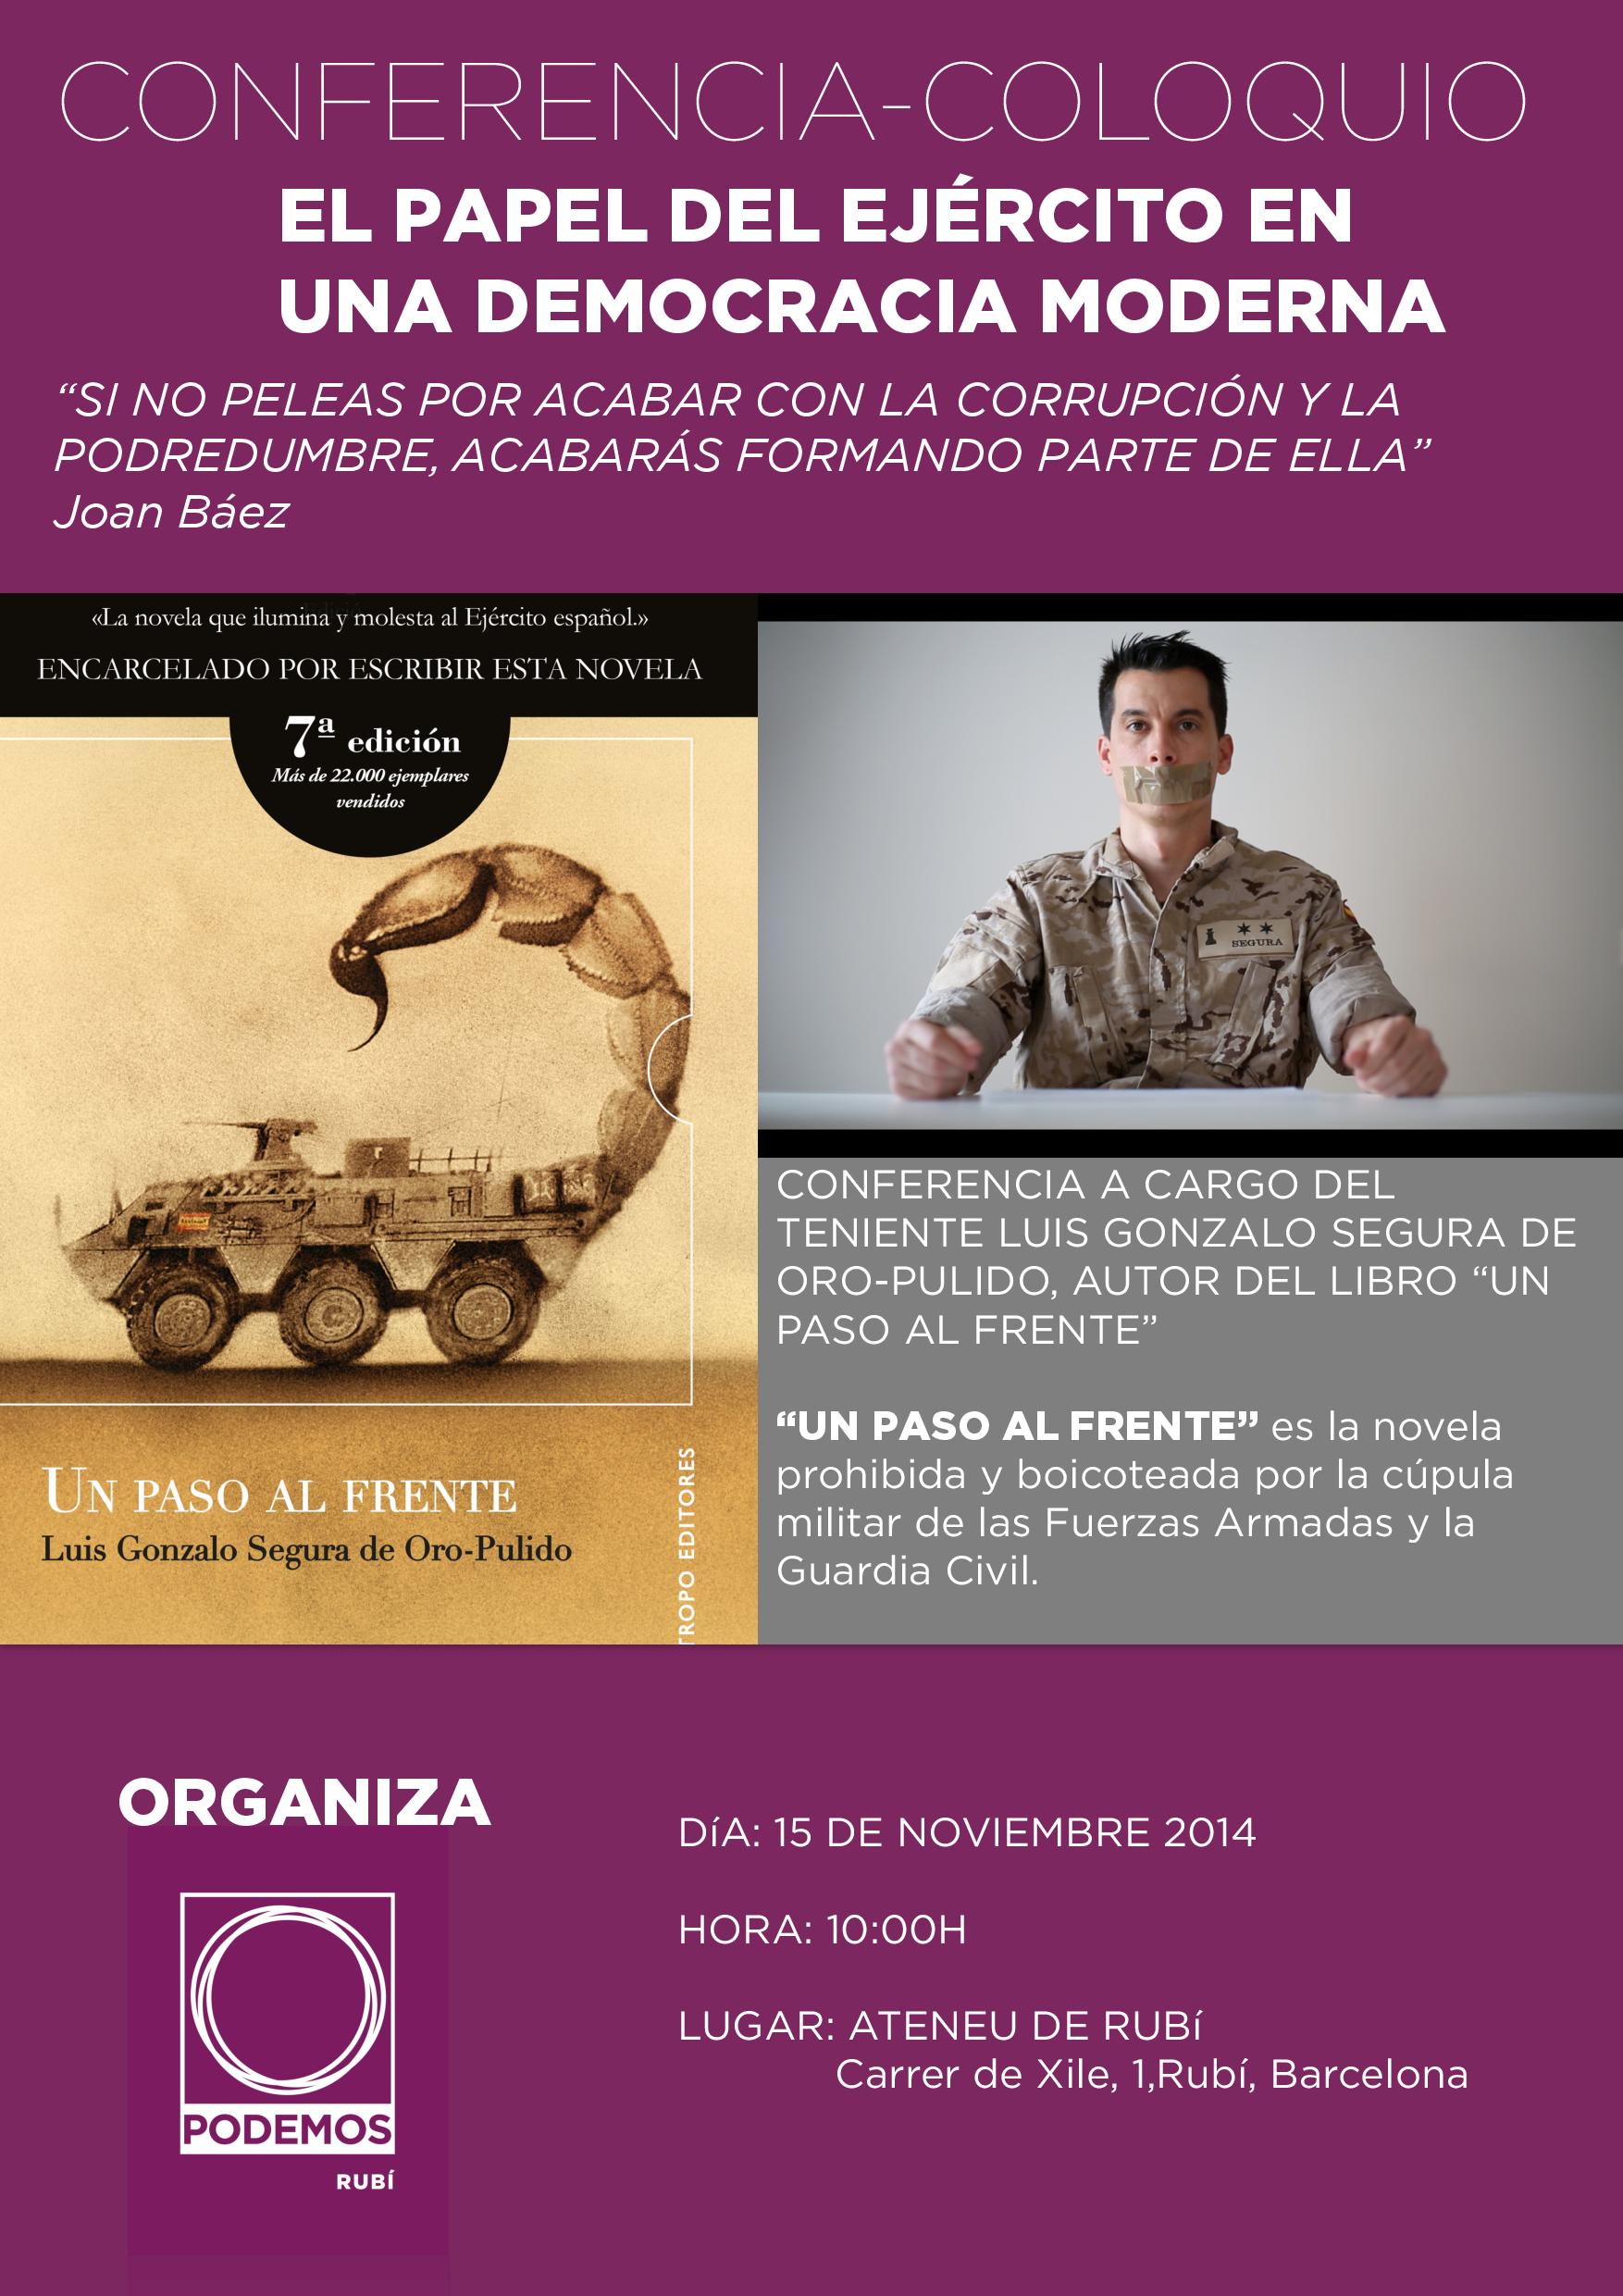 CONFERENCIA-COLOQUIO
EL PAPEL DEL EJÉRCITO EN
UNA DEMOCRACIA MODERNA
“SI NO PELEAS POR ACABAR CON LA CORRUPCIÓN Y LA
PODREDUMBRE, ACABARÁS FORMANDO PARTE DE ELLA”
Joan Báez
«La novela que ilumina y molesta al Ejército español.»
ENCARCELADO POR ESCRIBIR ESTA NOVELA
7ª edición
Más de 22.000 ejemplares
vendidos
UN PASO AL FRENTE
Luis Gonzalo Segura de Oro-Pulido
TROPO EDITORES
SEGURA
CONFERENCIA A CARGO DEL
TENIENTE LUIS GONZALO SEGURA DE
ORO-PULIDO, AUTOR DEL LIBRO “UN
PASO AL FRENTE”
“UN PASO AL FRENTE” es la novela
prohibida y boicoteada por la cúpula
militar de las Fuerzas Armadas y la
Guardia Civil.
ORGANIZA
PODEMOS
RUBÍ
DíA: 15 DE NOVIEMBRE 2014
HORA: 10:00H
LUGAR: ATENEU DE RUBí
Carrer de Xile, 1,Rubí, Barcelona